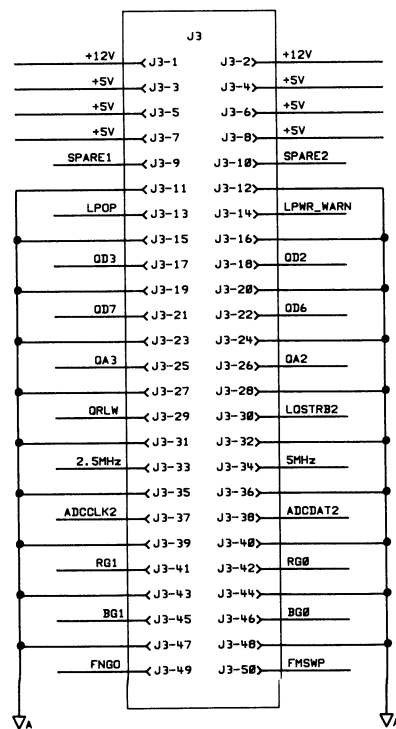 J3
+12V J3-1 J3-2 +12V
+5V J3-3 J3-4 +5V
+5V J3-5 J3-6 +5V
+5V J3-7 J3-8 +5V
SPARE1 J3-9 J3-10 SPARE2
J3-11 J3-12
LPOP J3-13 J3-14 LPWR_WARN
J3-15 J3-16
QD3 J3-17 J3-18 QD2
J3-19 J3-20
QD7 J3-21 J3-22 QD6
J3-23 J3-24
QA3 J3-25 J3-26 QA2
J3-27 J3-28
QRLW J3-29 J3-30 LQSTRB2
J3-31 J3-32
2.5MHz J3-33 J3-34 5MHz
J3-35 J3-36
ADCCLK2 J3-37 J3-38 ADCDAT2
J3-39 J3-40
RG1 J3-41 J3-42 RG0
J3-43 J3-44
BG1 J3-45 J3-46 BG0
J3-47 J3-48
FNGO J3-49 J3-50 FMSWP
A A